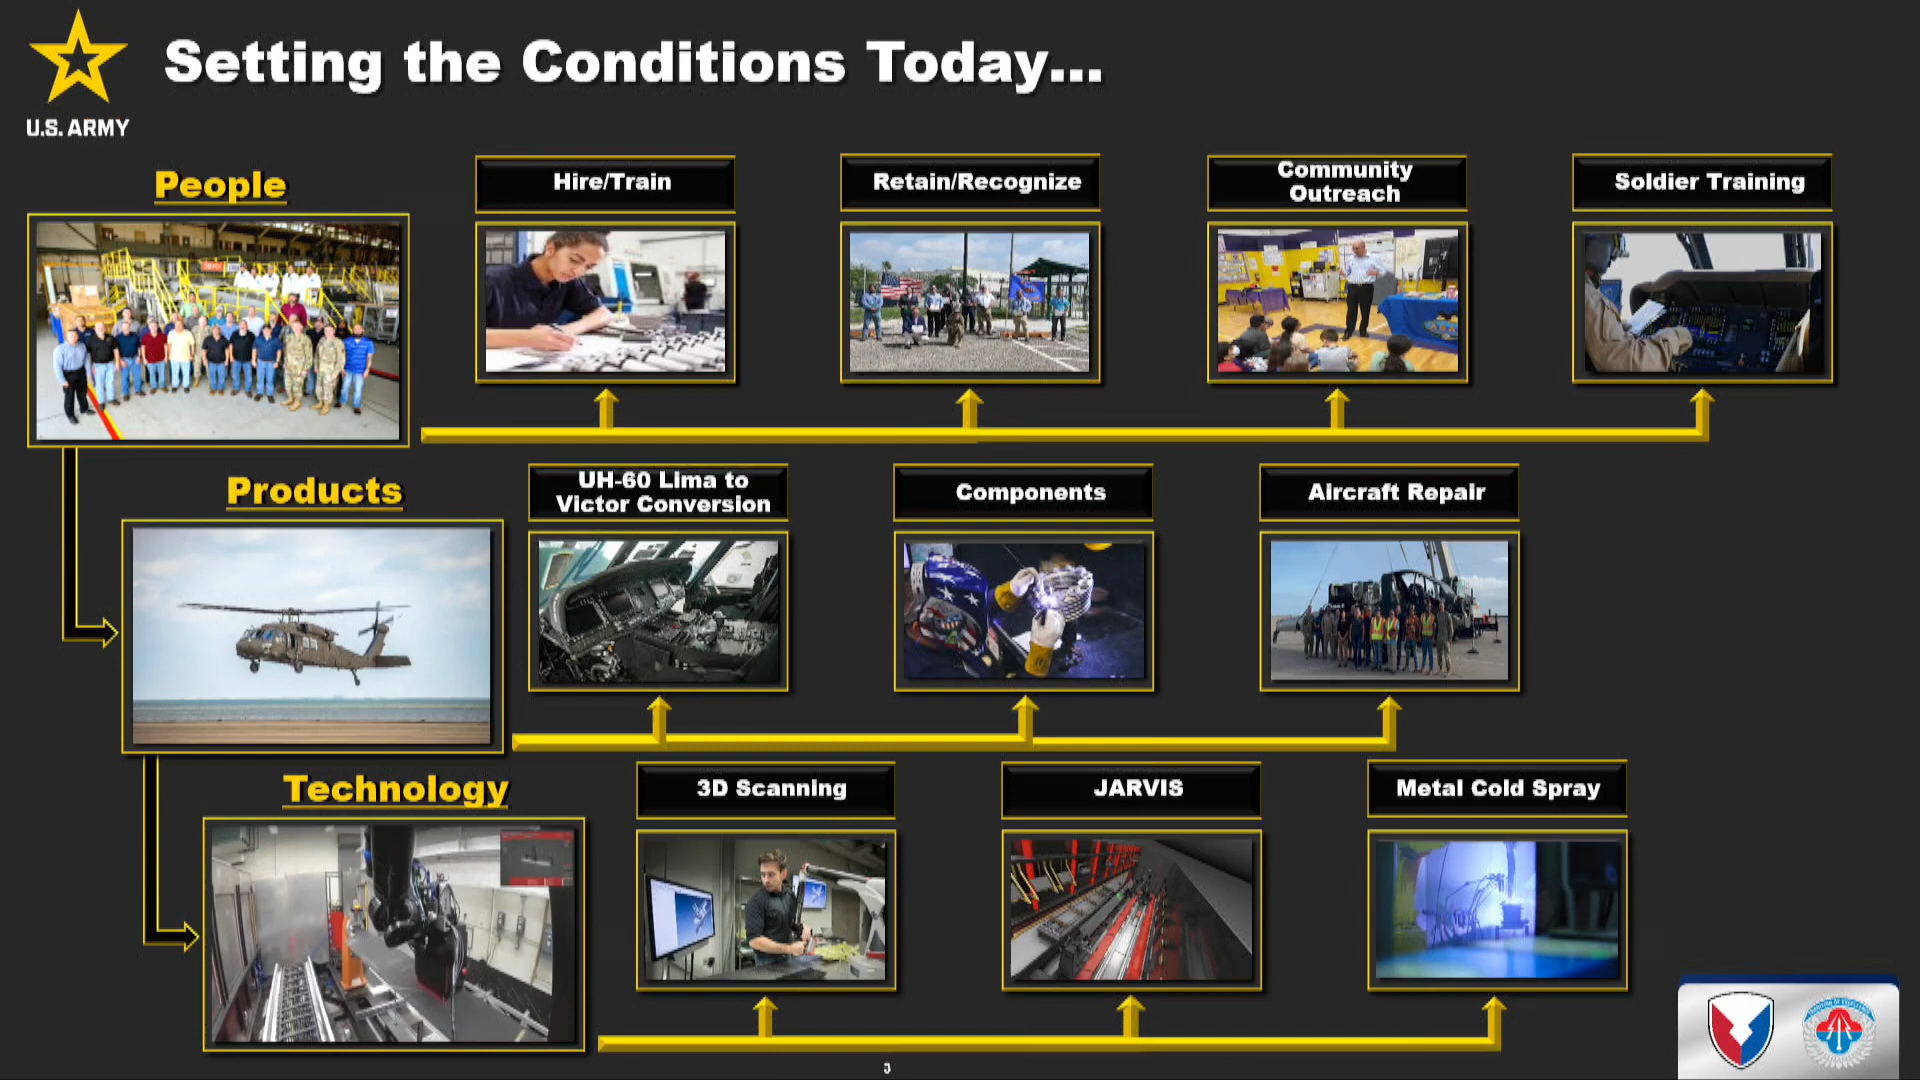 Setting the Conditions Today...
U.S. ARMY
People
Hire/Train
Retain/Recognize
Community
Outreach
Soldier Training
Products
UH-60 Lima to
Victor Conversion
Components
Aircraft Repair
Technology
3D Scanning
JARVIS
Metal Cold Spray
3